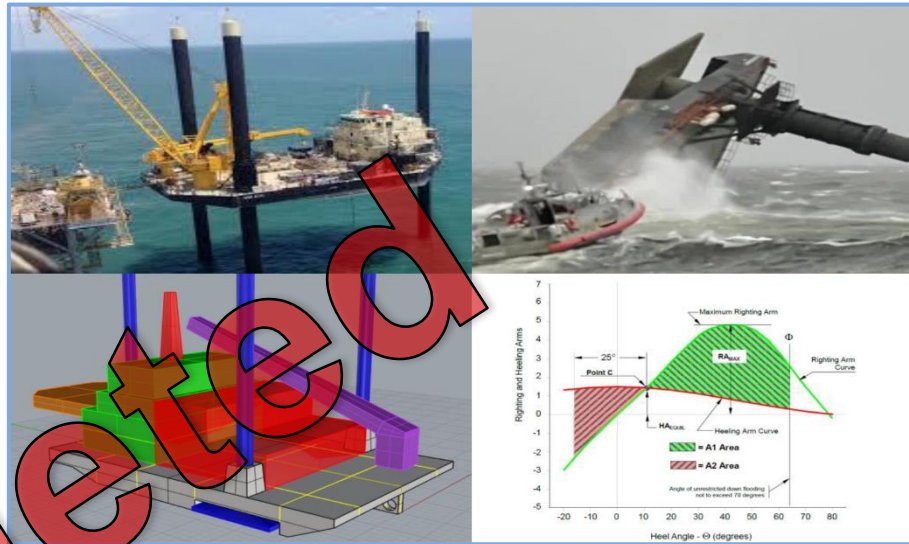 eted
7
6
5
4
3
2
1
0
-1
-2
-3
-4
-5
Righting and Heeling Arms
Maximum Righting Arm
Φ
25°
Point C
RAMAX
Righting Arm
Curve
HAEQUIL
Heeling Arm Curve
= A1 Area
= A2 Area
Angle of unrestricted down flooding
not to exceed 78 degrees
-20 -10 0 10 20 30 40 50 60 70 80
Heel Angle - Θ (degrees)